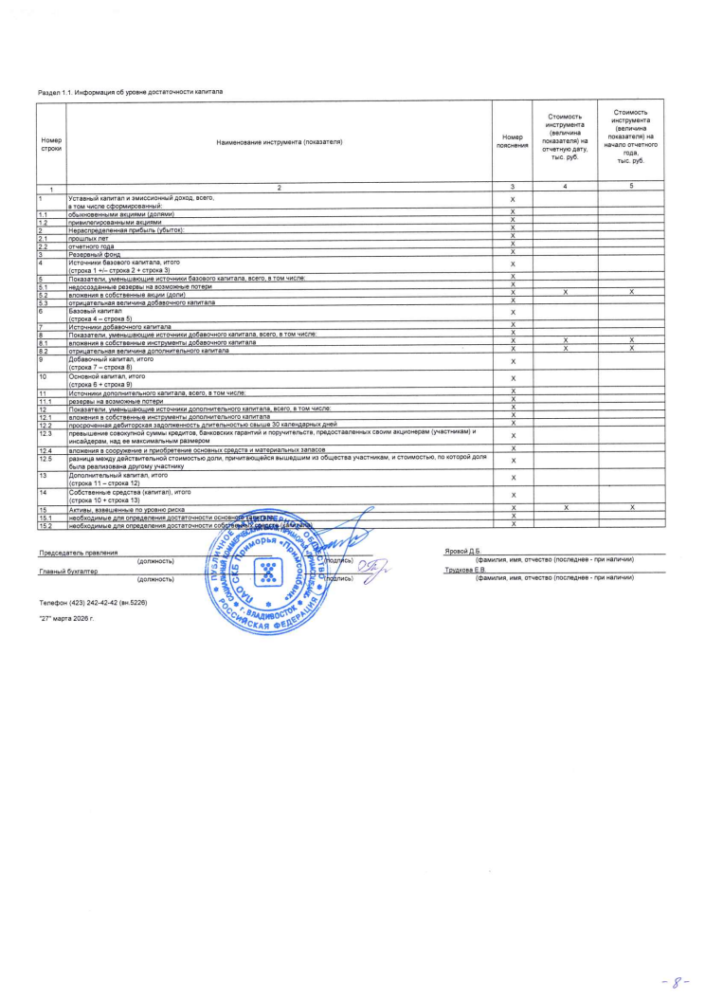 Раздел 1.1. Информация об уровне достаточности капитала
Номер строки Наименование инструмента (показателя) Номер пояснения Стоимость инструмента (величина показателя) на отчетную дату, тыс. руб. Стоимость инструмента (величина показателя) на начало отчетного года, тыс. руб.
1 2 3 4 5
1 Уставный капитал и эмиссионный доход, всего, X
в том числе сформированный:
1.1 обыкновенными акциями (долями) X
1.2 привилегированными акциями X
2 Нераспределенная прибыль (убыток): X
2.1 прошлых лет X
2.2 отчетного года X
3 Резервный фонд X
4 Источники базового капитала, итого X
(строка 1 +/– строка 2 + строка 3)
5 Показатели, уменьшающие источники базового капитала, всего, в том числе: X
5.1 недосозданные резервы на возможные потери X
5.2 вложения в собственные акции (доли) X X X
5.3 отрицательная величина добавочного капитала X
6 Базовый капитал X
(строка 4 – строка 5)
7 Источники добавочного капитала X
8 Показатели, уменьшающие источники добавочного капитала, всего, в том числе: X
8.1 вложения в собственные инструменты добавочного капитала X X X
8.2 отрицательная величина дополнительного капитала X X X
9 Добавочный капитал, итого X
(строка 7 – строка 8)
10 Основной капитал, итого X
(строка 6 + строка 9)
11 Источники дополнительного капитала, всего, в том числе: X
11.1 резервы на возможные потери X
12 Показатели, уменьшающие источники дополнительного капитала, всего, в том числе: X
12.1 вложения в собственные инструменты дополнительного капитала X
12.2 просроченная дебиторская задолженность длительностью свыше 30 календарных дней X
12.3 превышение совокупной суммы кредитов, банковских гарантий и поручительств, предоставленных своим акционерам (участникам) и X
инсайдерам, над ее максимальным размером
12.4 вложения в сооружение и приобретение основных средств и материальных запасов X
12.5 разница между действительной стоимостью доли, причитающейся вышедшим из общества участникам, и стоимостью, по которой доля X
была реализована другому участнику
13 Дополнительный капитал, итого X
(строка 11 – строка 12)
14 Собственные средства (капитал), итого X
(строка 10 + строка 13)
15 Активы, взвешенные по уровню риска X X X
15.1 необходимые для определения достаточности основного капитала X
15.2 необходимые для определения достаточности собственных средств (капитала) X
Председатель правления Яровой Д.Б.
(должность) (подпись) (фамилия, имя, отчество (последнее - при наличии)
Главный бухгалтер Трудкова Е.В.
(должность) (подпись) (фамилия, имя, отчество (последнее - при наличии)
ПУБЛИЧНОЕ АКЦИОНЕРНОЕ ОБЩЕСТВО
РОССИЙСКАЯ ФЕДЕРАЦИЯ
г. ВЛАДИВОСТОК
ПАО СКБ Приморья «Примсоцбанк»
Телефон (423) 242-42-42 (вн.5226)
"27" марта 2026 г.
- 8 -